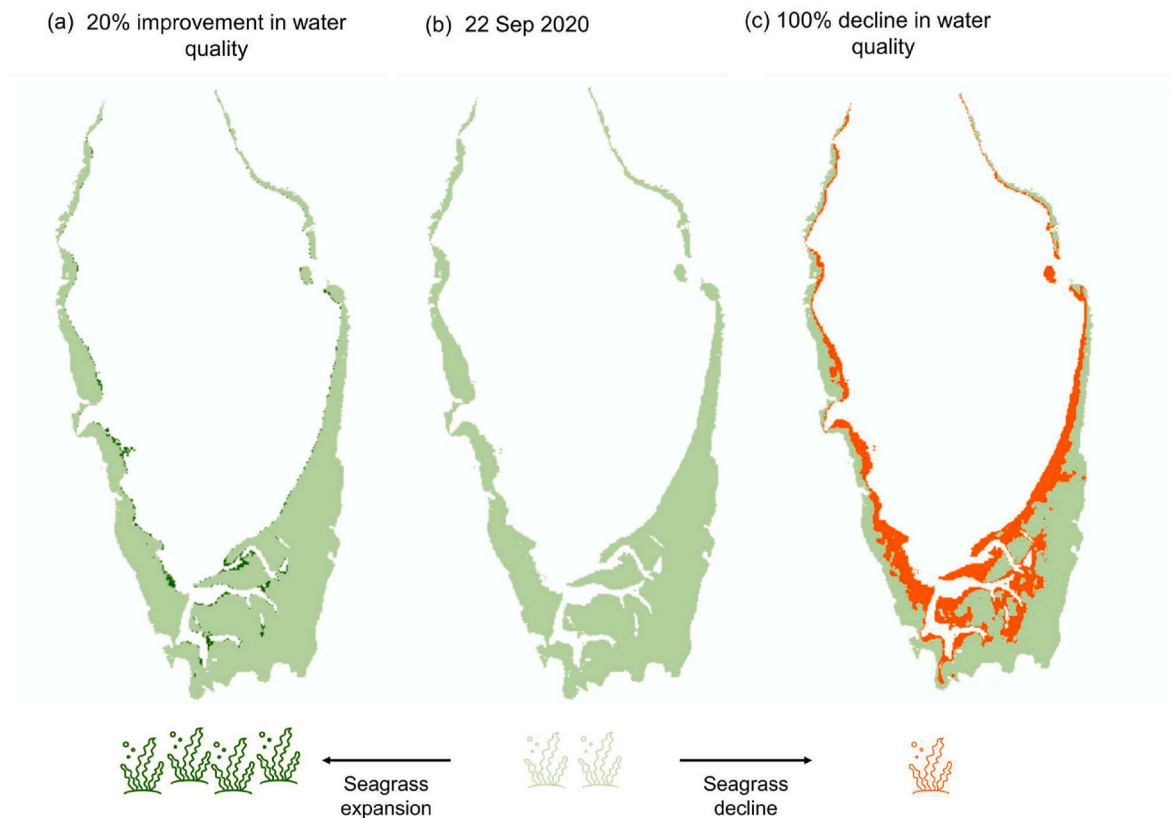 (a) 20% improvement in water
quality
(b) 22 Sep 2020
(c) 100% decline in water
quality
Seagrass
expansion
Seagrass
decline